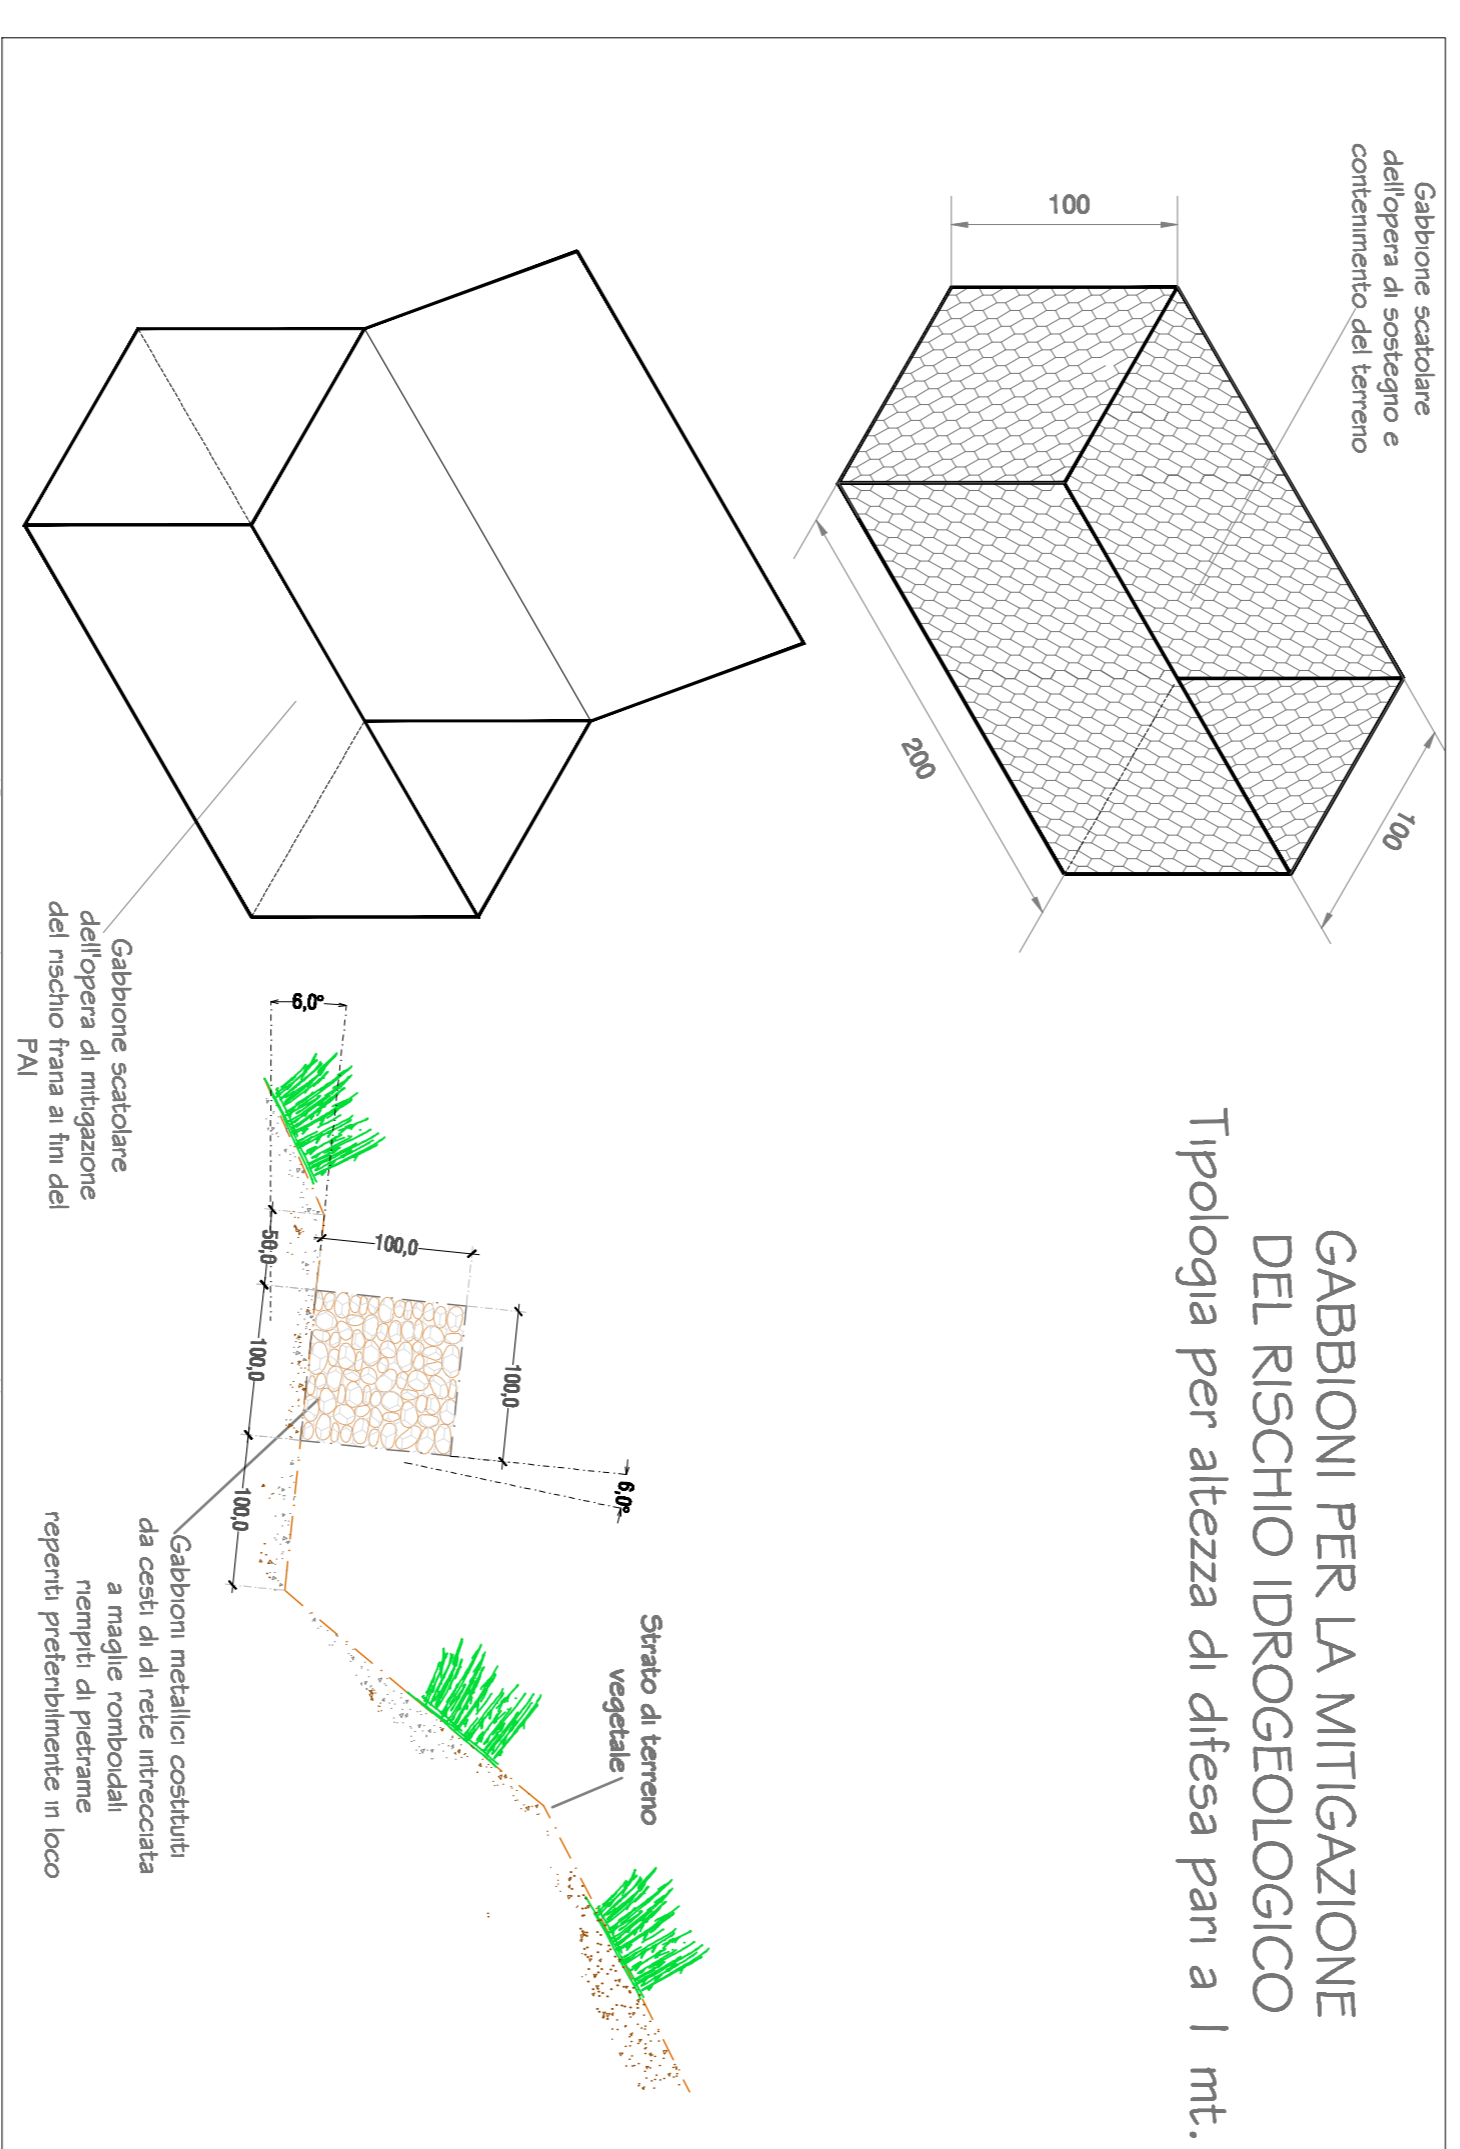 GABBIONI PER LA MITIGAZIONE
DEL RISCHIO IDROGEOLOGICO
Tipologia per altezza di difesa pari a 1 mt.
Gabbione scatolare
dell'opera di sostegno e
contenimento del terreno
100
100
200
Gabbione scatolare
dell'opera di mitigazione
del rischio frana ai fini del
PAI
6,0°
50,0
100,0
100,0
100,0
100,0
6,0°
Strato di terreno
vegetale
Gabbioni metallici costituiti
da cesti di di rete intrecciata
a maglie romboidali
riempiti di pietrame
reperiti preferibilmente in loco